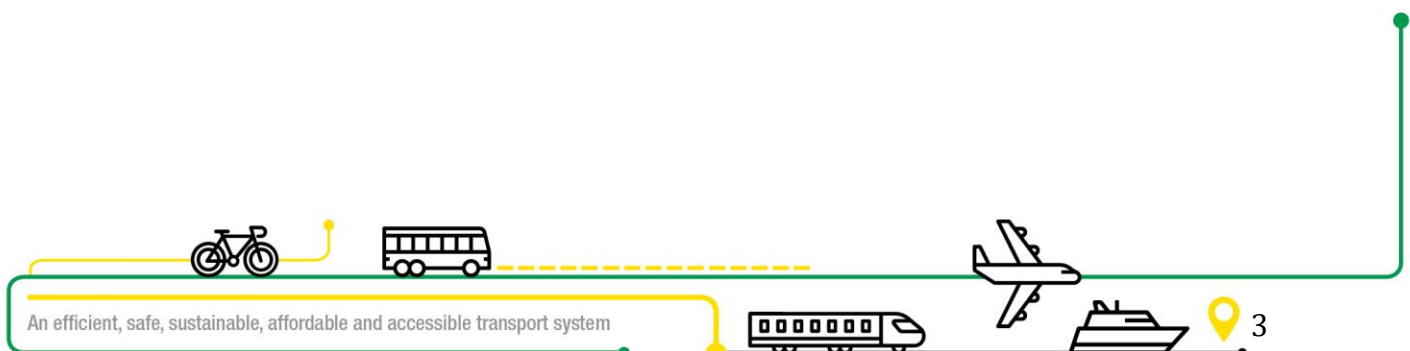 An efficient, safe, sustainable, affordable and accessible transport system
3